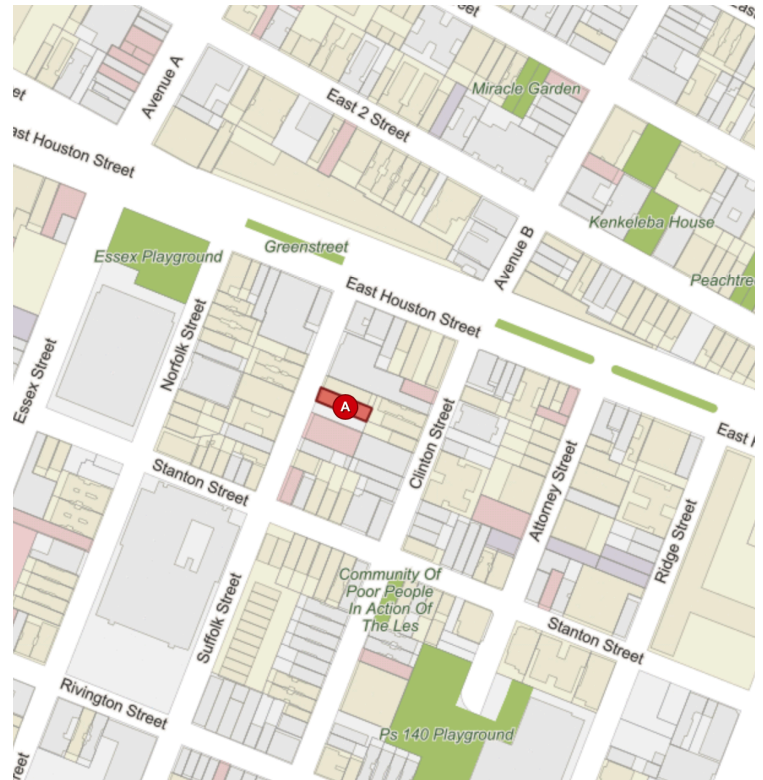 Avenue A
East 2 Street
Miracle Garden
East Houston Street
Kenkeleba House
Essex Playground
Greenstreet
Avenue B
East Houston Street
Norfolk Street
Essex Street
A
Clinton Street
Attorney Street
Ridge Street
Stanton Street
Suffolk Street
Community Of
Poor People
In Action Of
The Les
Stanton Street
Rivington Street
Ps 140 Playground